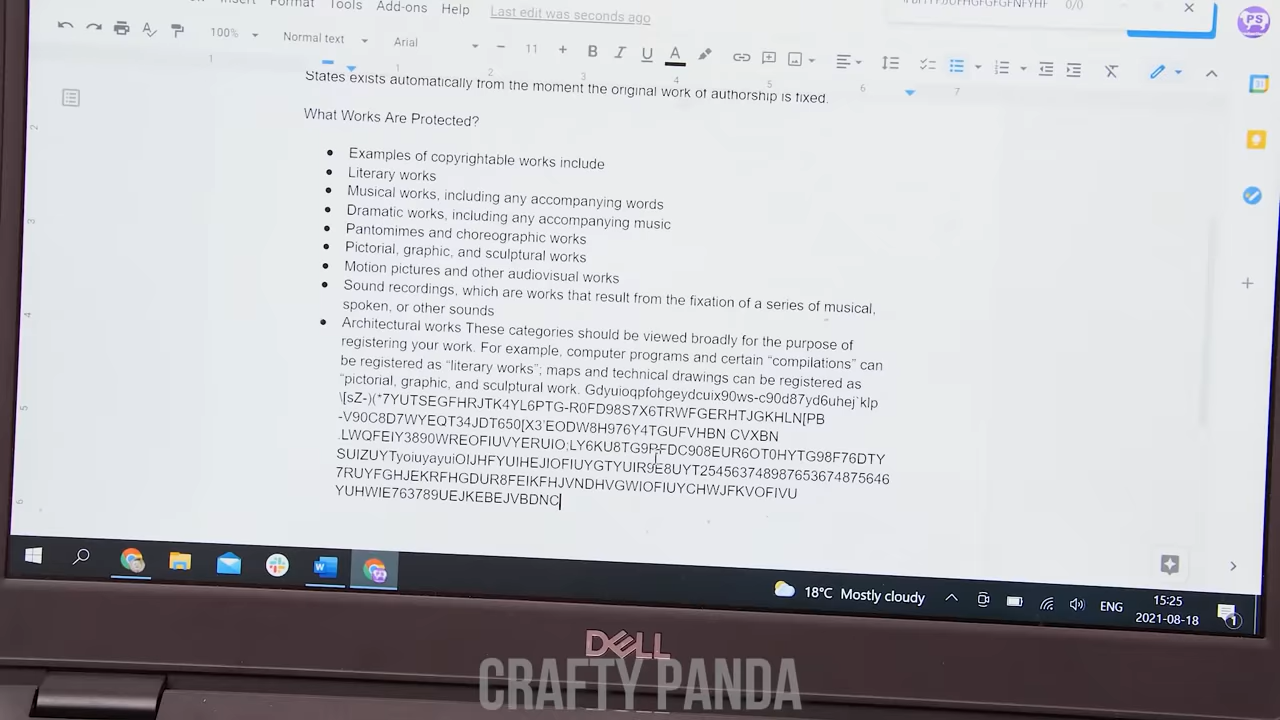 Format Tools Add-ons Help Last edit was seconds ago 0/0 PS
100% Normal text Arial 11
States exists automatically from the moment the original work of authorship is fixed.
What Works Are Protected?
Examples of copyrightable works include
Literary works
Musical works, including any accompanying words
Dramatic works, including any accompanying music
Pantomimes and choreographic works
Pictorial, graphic, and sculptural works
Motion pictures and other audiovisual works
Sound recordings, which are works that result from the fixation of a series of musical,
spoken, or other sounds
Architectural works These categories should be viewed broadly for the purpose of
registering your work. For example, computer programs and certain “compilations” can
be registered as “literary works”; maps and technical drawings can be registered as
“pictorial, graphic, and sculptural work. Gdyuioqpfohgeydcuix90ws-c90d87yd6uhej`klp
\[sZ-)(*7YUTSEGFHRJTK4YL6PTG-R0FD98S7X6TRWFGERHTJGKHLN[PB
-V90C8D7WYEQT34JDT650[X3'EODW8H976Y4TGUFVHBN CVXBN
.LWQFEIY3890WREOFIUVYERUIO;LY6KU8TG9RFDC908EUR6OT0HYTG98F76DTY
SUIZUYTyoiuyayuiOIJHFYUIHEJIOFIUYGTYUIR9E8UYT254563748987653674875646
7RUYFGHJEKRFHGDUR8FEIKFHJVNDHVGWIOFIUYCHWJFKVOFIVU
YUHWIE763789UEJKEBEJVBDNC
18°C Mostly cloudy ENG 15:25
2021-08-18
DELL
CRAFTY PANDA